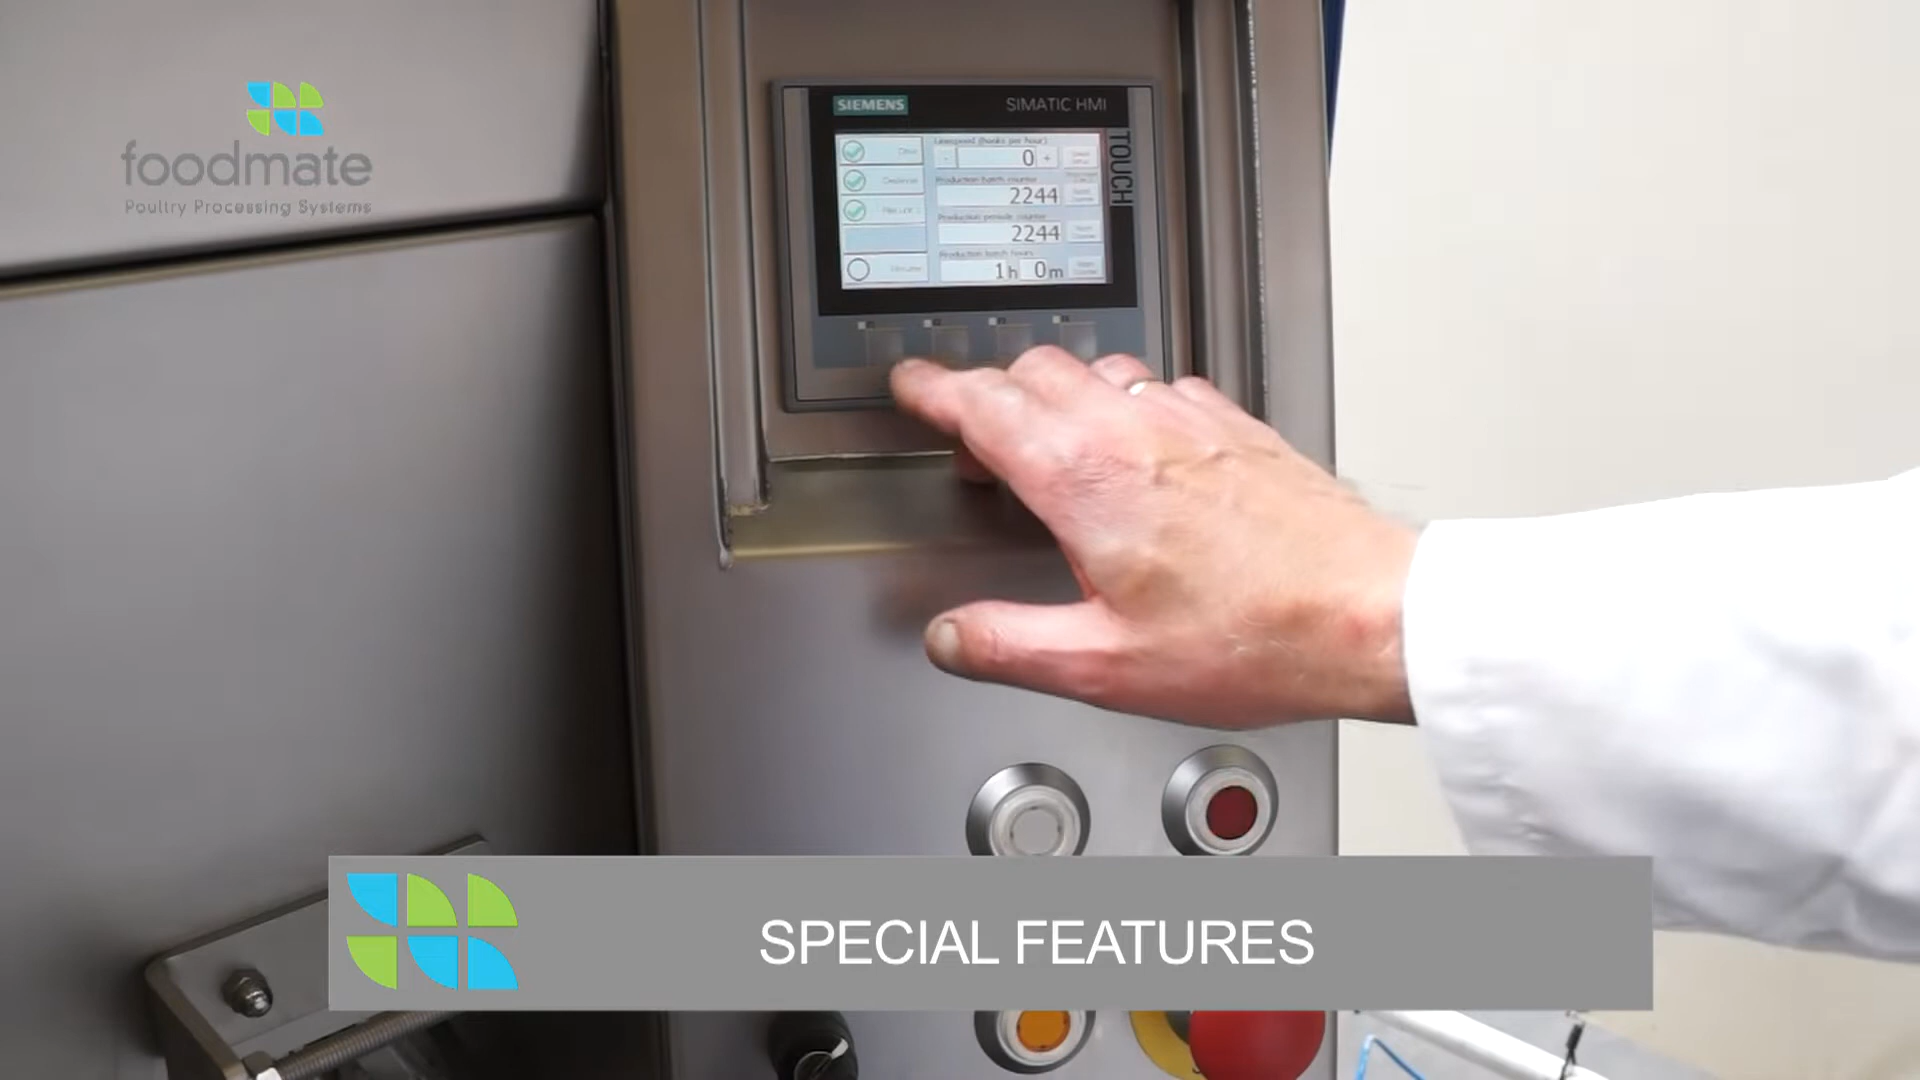 foodmate
Poultry Processing Systems
SIEMENS
SIMATIC HMI
TOUCH
Linespeed (hooks per hour)
- 0 +
Production batch counter
2244
Production periode counter
2244
Production batch hours
1 h 0 m
SPECIAL FEATURES